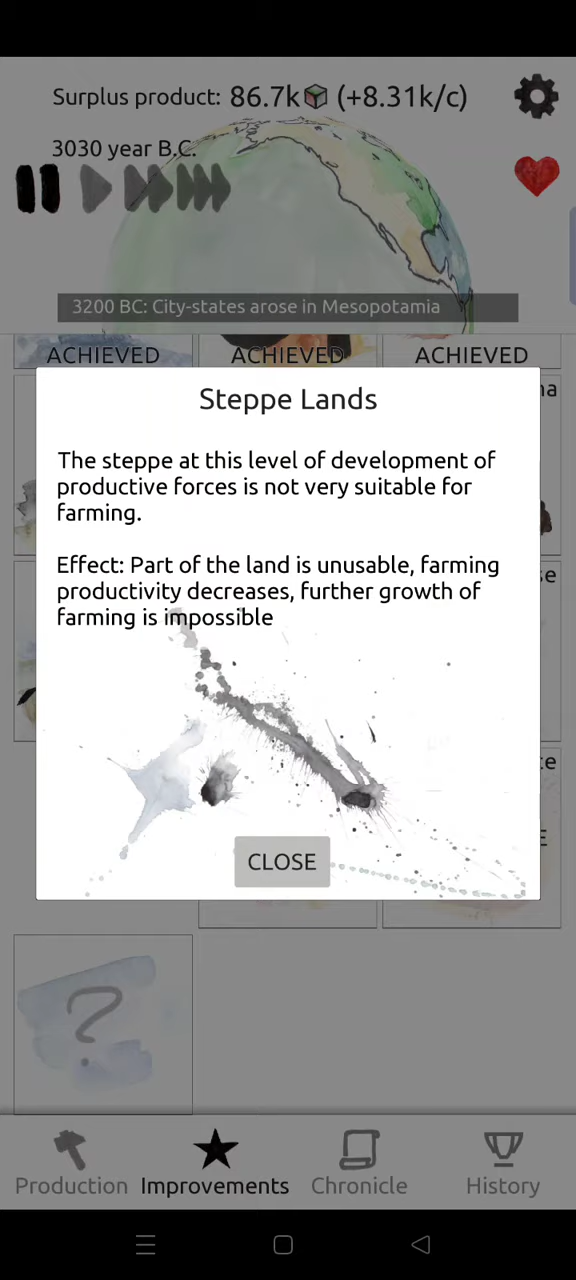 Surplus product: 86.7k (+8.31k/c)
3030 year B.C.
3200 BC: City-states arose in Mesopotamia
ACHIEVED ACHIEVED ACHIEVED
Steppe Lands
The steppe at this level of development of
productive forces is not very suitable for
farming.
Effect: Part of the land is unusable, farming
productivity decreases, further growth of
farming is impossible
CLOSE
?
Production Improvements Chronicle History